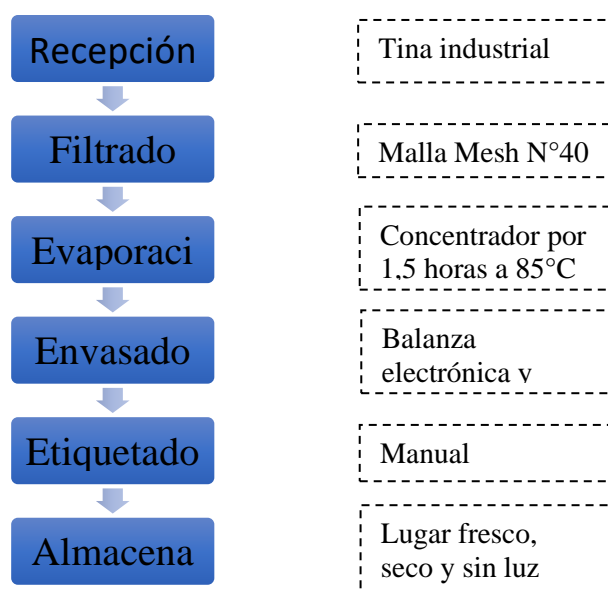 Recepción
Tina industrial
Filtrado
Malla Mesh N°40
Evaporaci
Concentrador por
1,5 horas a 85°C
Envasado
Balanza
electrónica y
Etiquetado
Manual
Almacena
Lugar fresco,
seco y sin luz